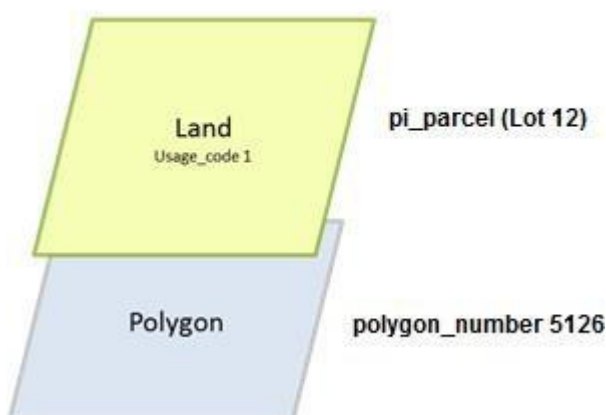 Land
Usage_code 1
pi_parcel (Lot 12)
Polygon
polygon_number 5126